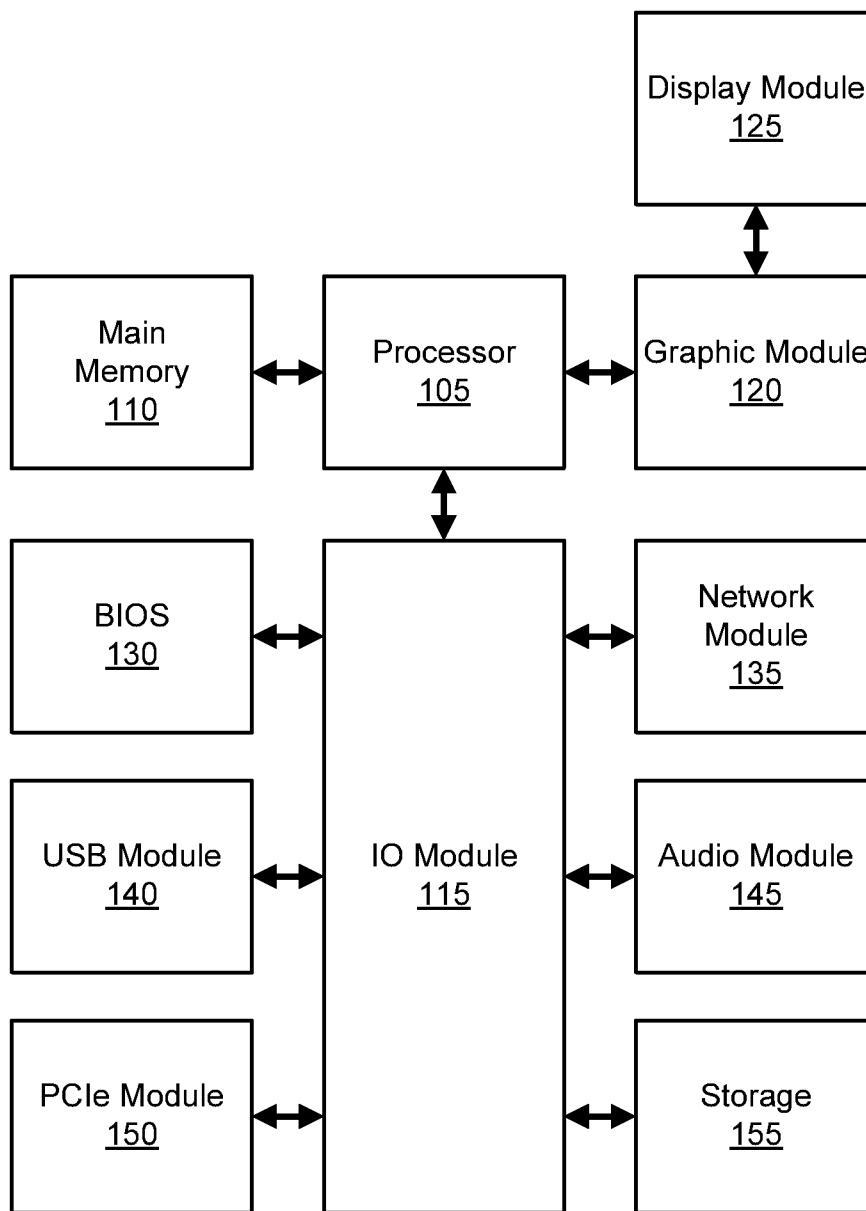 Display Module
125
Main
Memory
110
Processor
105
Graphic Module
120
BIOS
130
Network
Module
135
USB Module
140
IO Module
115
Audio Module
145
PCIe Module
150
Storage
155